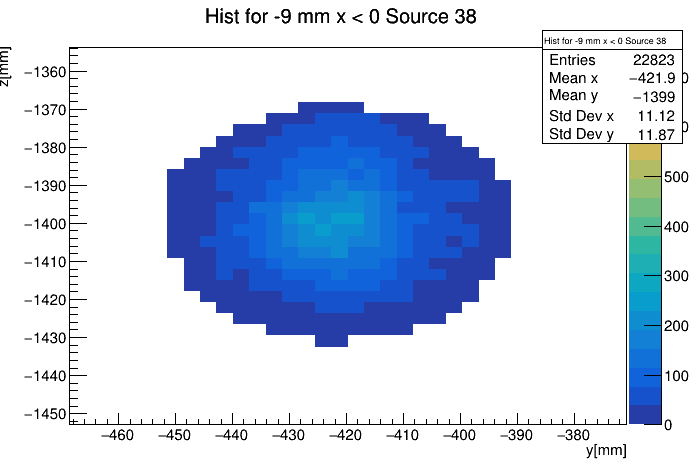 Hist for -9 mm x < 0 Source 38
Hist for -9 mm x < 0 Source 38
Entries 22823
Mean x −421.9
Mean y −1399
Std Dev x 11.12
Std Dev y 11.87
z[mm]
−1360
−1370
−1380
−1390
−1400
−1410
−1420
−1430
−1440
−1450
−460 −450 −440 −430 −420 −410 −400 −390 −380
y[mm]
500
400
300
200
100
0